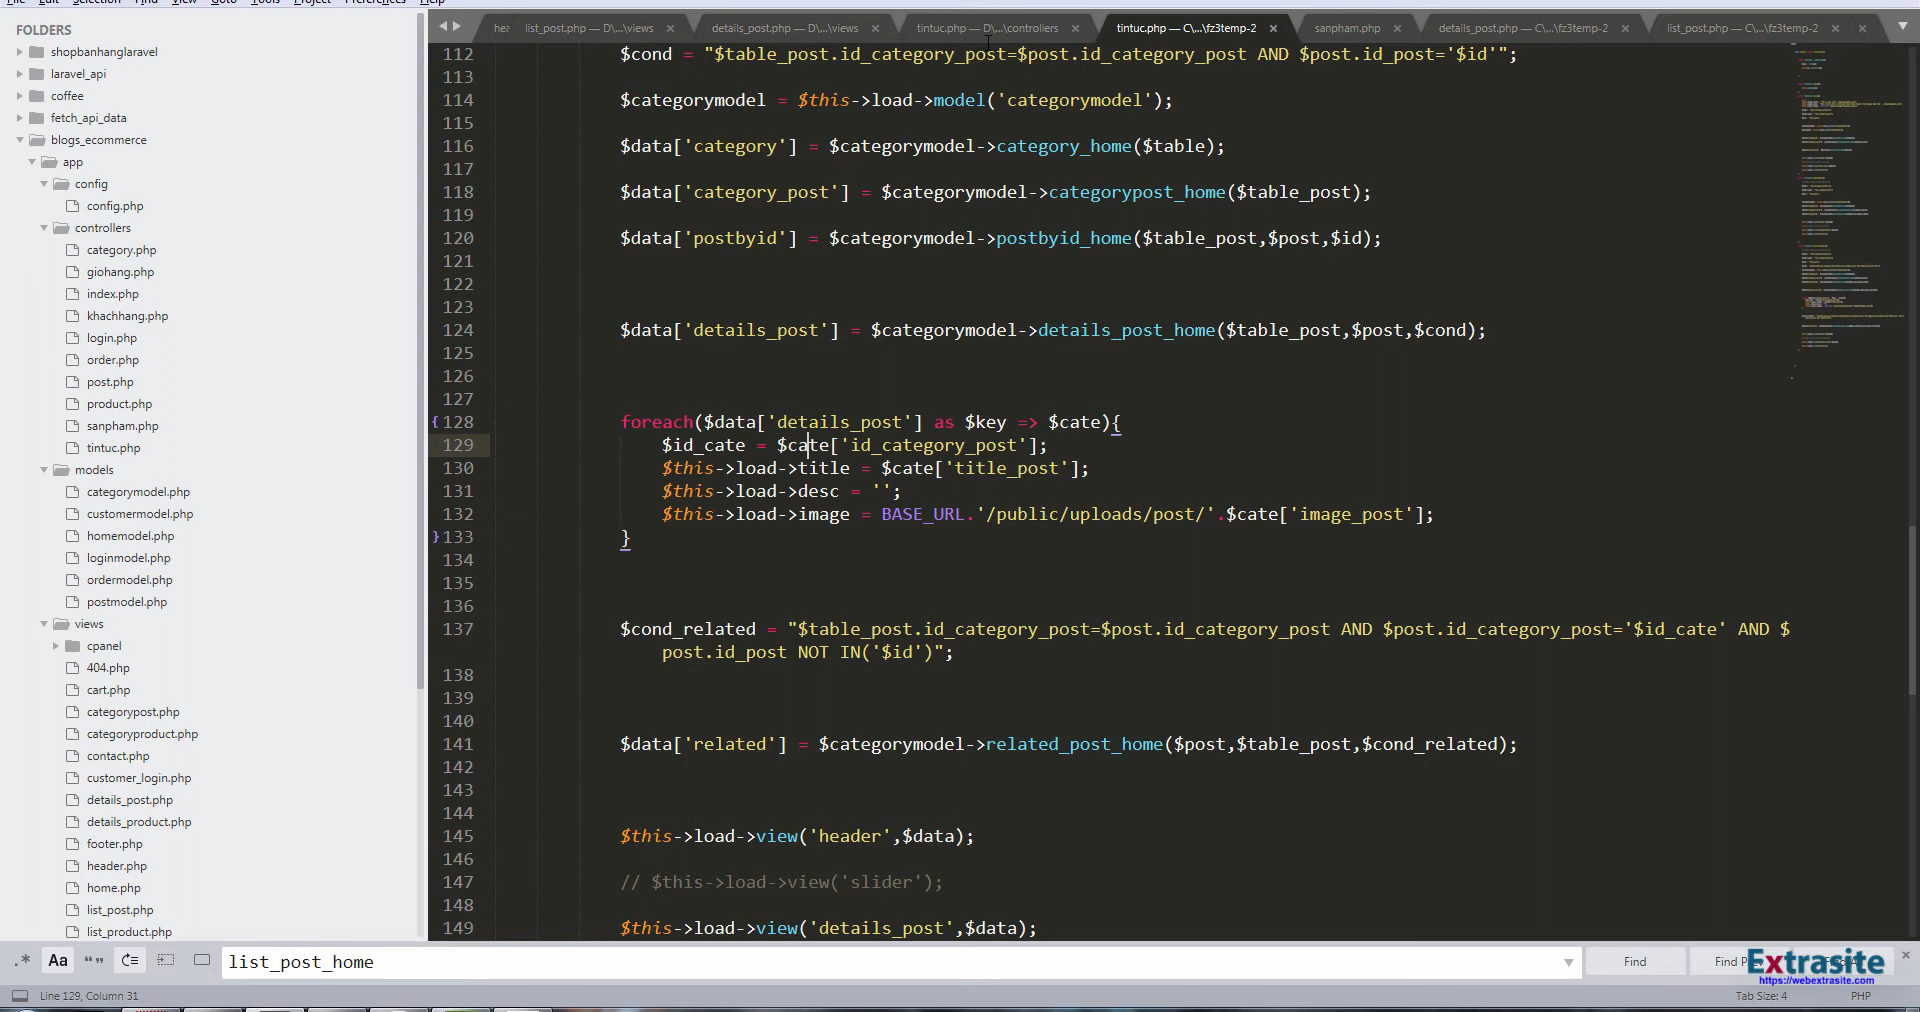 File Edit Selection Find View Goto Tools Project Preferences Help
FOLDERS
shopbanhanglaravel
laravel_api
coffee
fetch_api_data
blogs_ecommerce
app
config
config.php
controllers
category.php
giohang.php
index.php
khachhang.php
login.php
order.php
post.php
product.php
sanpham.php
tintuc.php
models
categorymodel.php
customermodel.php
homemodel.php
loginmodel.php
ordermodel.php
postmodel.php
views
cpanel
404.php
cart.php
categorypost.php
categoryproduct.php
contact.php
customer_login.php
details_post.php
details_product.php
footer.php
header.php
home.php
list_post.php
list_product.php
he list_post.php — D\...\views details_post.php — D\...\views tintuc.php — D\...\controllers tintuc.php — C\...\fz3temp-2 sanpham.php details_post.php — C\...\fz3temp-2 list_post.php — C\...\fz3temp-2
112 $cond = "$table_post.id_category_post=$post.id_category_post AND $post.id_post='$id'";
113
114 $categorymodel = $this->load->model('categorymodel');
115
116 $data['category'] = $categorymodel->category_home($table);
117
118 $data['category_post'] = $categorymodel->categorypost_home($table_post);
119
120 $data['postbyid'] = $categorymodel->postbyid_home($table_post,$post,$id);
121
122
123
124 $data['details_post'] = $categorymodel->details_post_home($table_post,$post,$cond);
125
126
127
{ 128 foreach($data['details_post'] as $key => $cate){
129 $id_cate = $cate['id_category_post'];
130 $this->load->title = $cate['title_post'];
131 $this->load->desc = '';
132 $this->load->image = BASE_URL.'/public/uploads/post/'.$cate['image_post'];
} 133 }
134
135
136
137 $cond_related = "$table_post.id_category_post=$post.id_category_post AND $post.id_category_post='$id_cate' AND $
post.id_post NOT IN('$id')";
138
139
140
141 $data['related'] = $categorymodel->related_post_home($post,$table_post,$cond_related);
142
143
144
145 $this->load->view('header',$data);
146
147 // $this->load->view('slider');
148
149 $this->load->view('details_post',$data);
.* Aa “” list_post_home Find Find Prev
Extrasite
https://webextrasite.com
Line 129, Column 31 Tab Size: 4 PHP